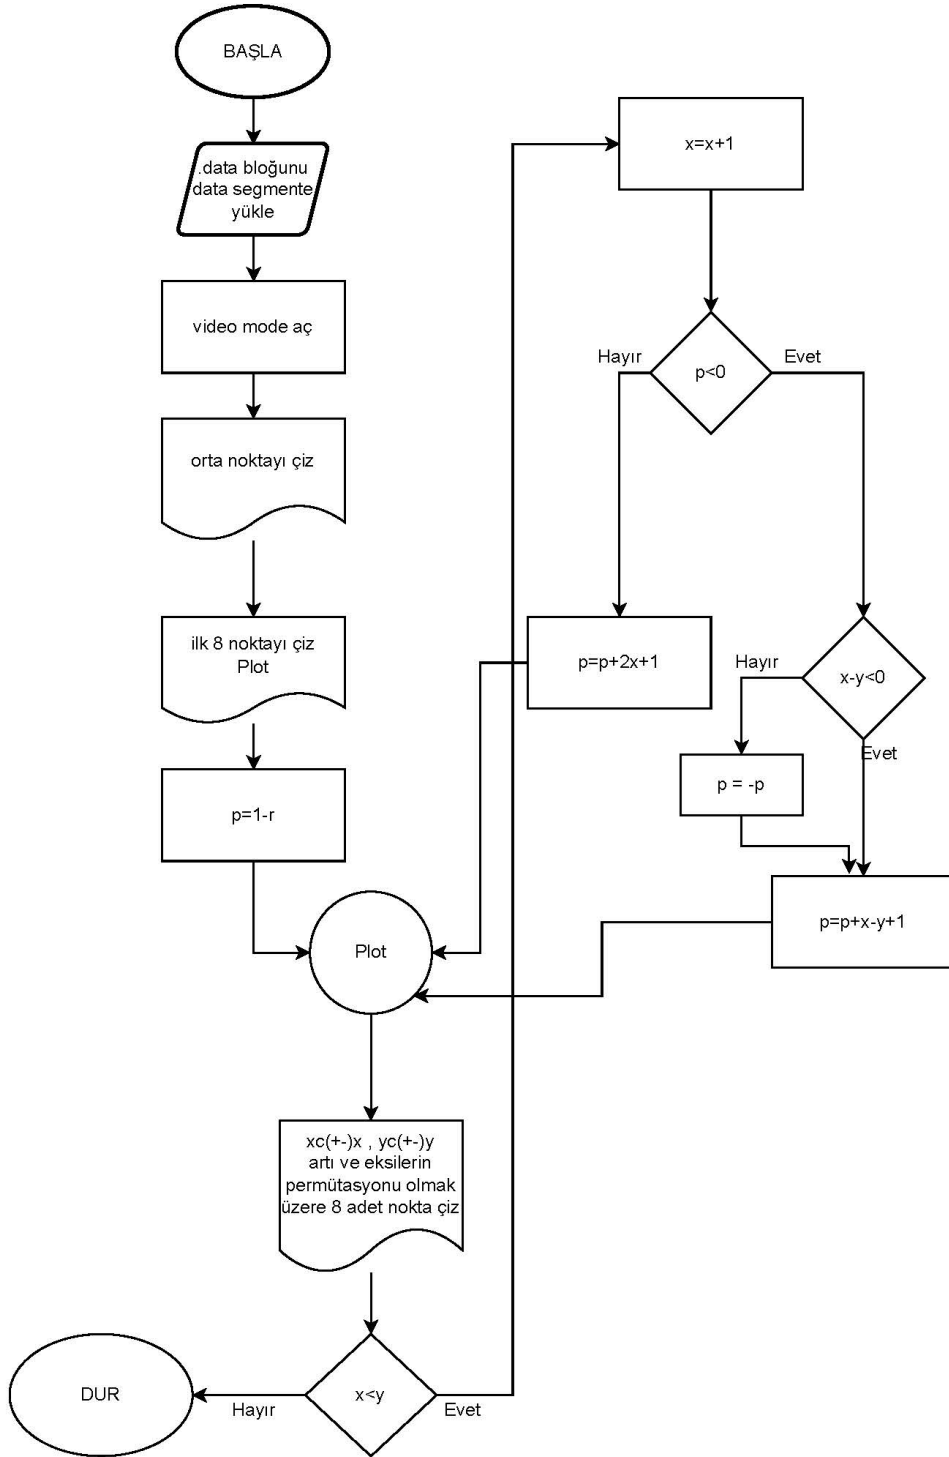 BAŞLA
.data bloğunu
data segmente
yükle
video mode aç
orta noktayı çiz
ilk 8 noktayı çiz
Plot
p=1-r
Plot
xc(+-)x , yc(+-)y
artı ve eksilerin
permütasyonu olmak
üzere 8 adet nokta çiz
x<y
Hayır
Evet
DUR
x=x+1
p<0
Hayır
Evet
p=p+2x+1
x-y<0
Hayır
Evet
p = -p
p=p+x-y+1